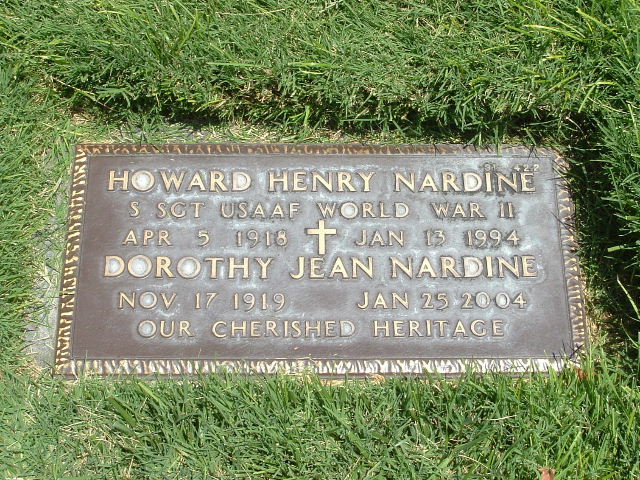 HOWARD HENRY NARDINE
S SGT USAAF WORLD WAR II
APR 5 1918 JAN 13 1994
DOROTHY JEAN NARDINE
NOV 17 1919 JAN 25 2004
OUR CHERISHED HERITAGE